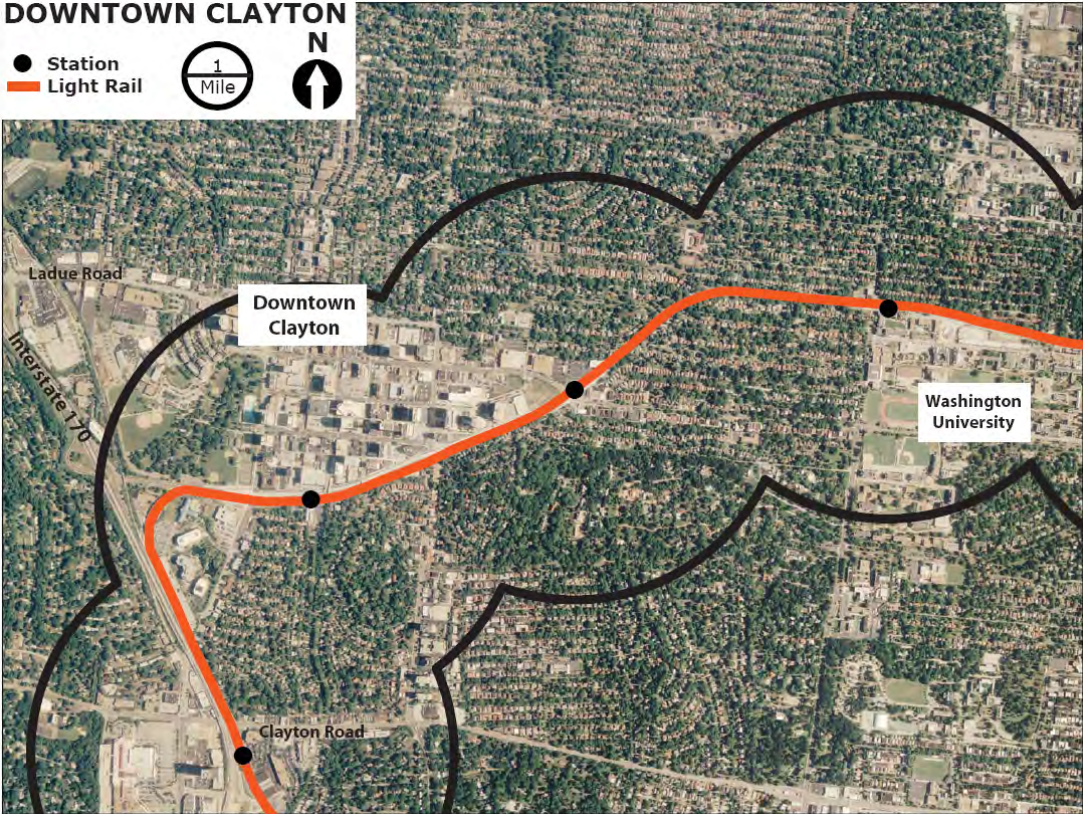 DOWNTOWN CLAYTON
Station
Light Rail
1
Mile
N
Ladue Road
Interstate 170
Downtown
Clayton
Washington
University
Clayton Road